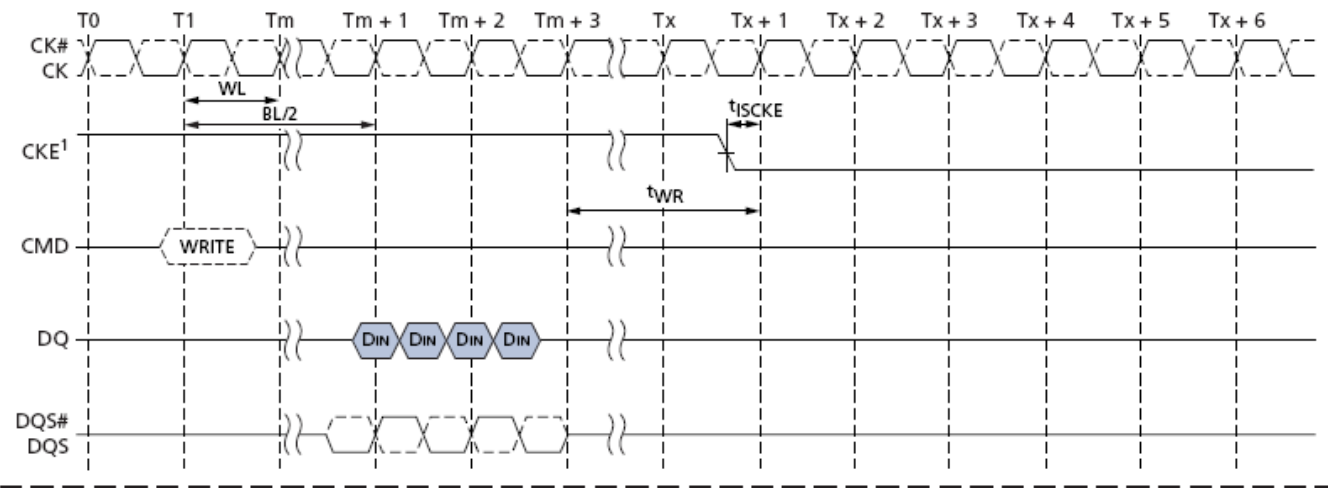 T0 T1 Tm Tm + 1 Tm + 2 Tm + 3 Tx Tx + 1 Tx + 2 Tx + 3 Tx + 4 Tx + 5 Tx + 6
CK#
CK
WL
BL/2
tISCKE
CKE1
tWR
CMD WRITE
DQ DIN DIN DIN DIN
DQS#
DQS